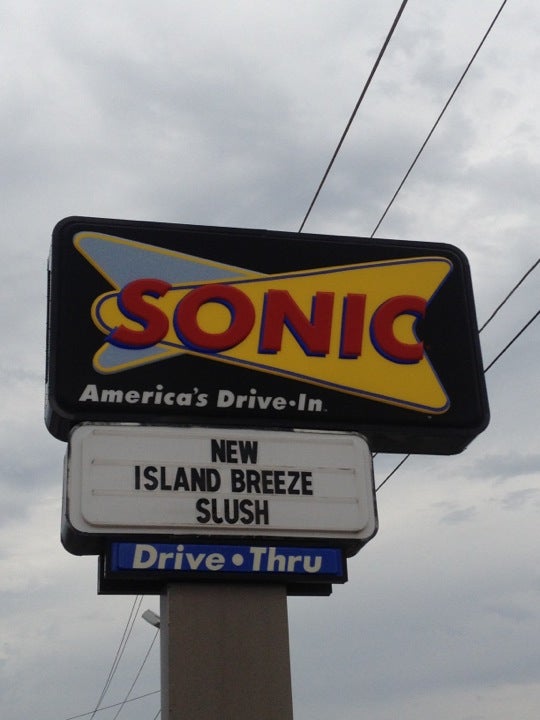 SONIC
America's Drive-In
NEW
ISLAND BREEZE
SLUSH
Drive • Thru